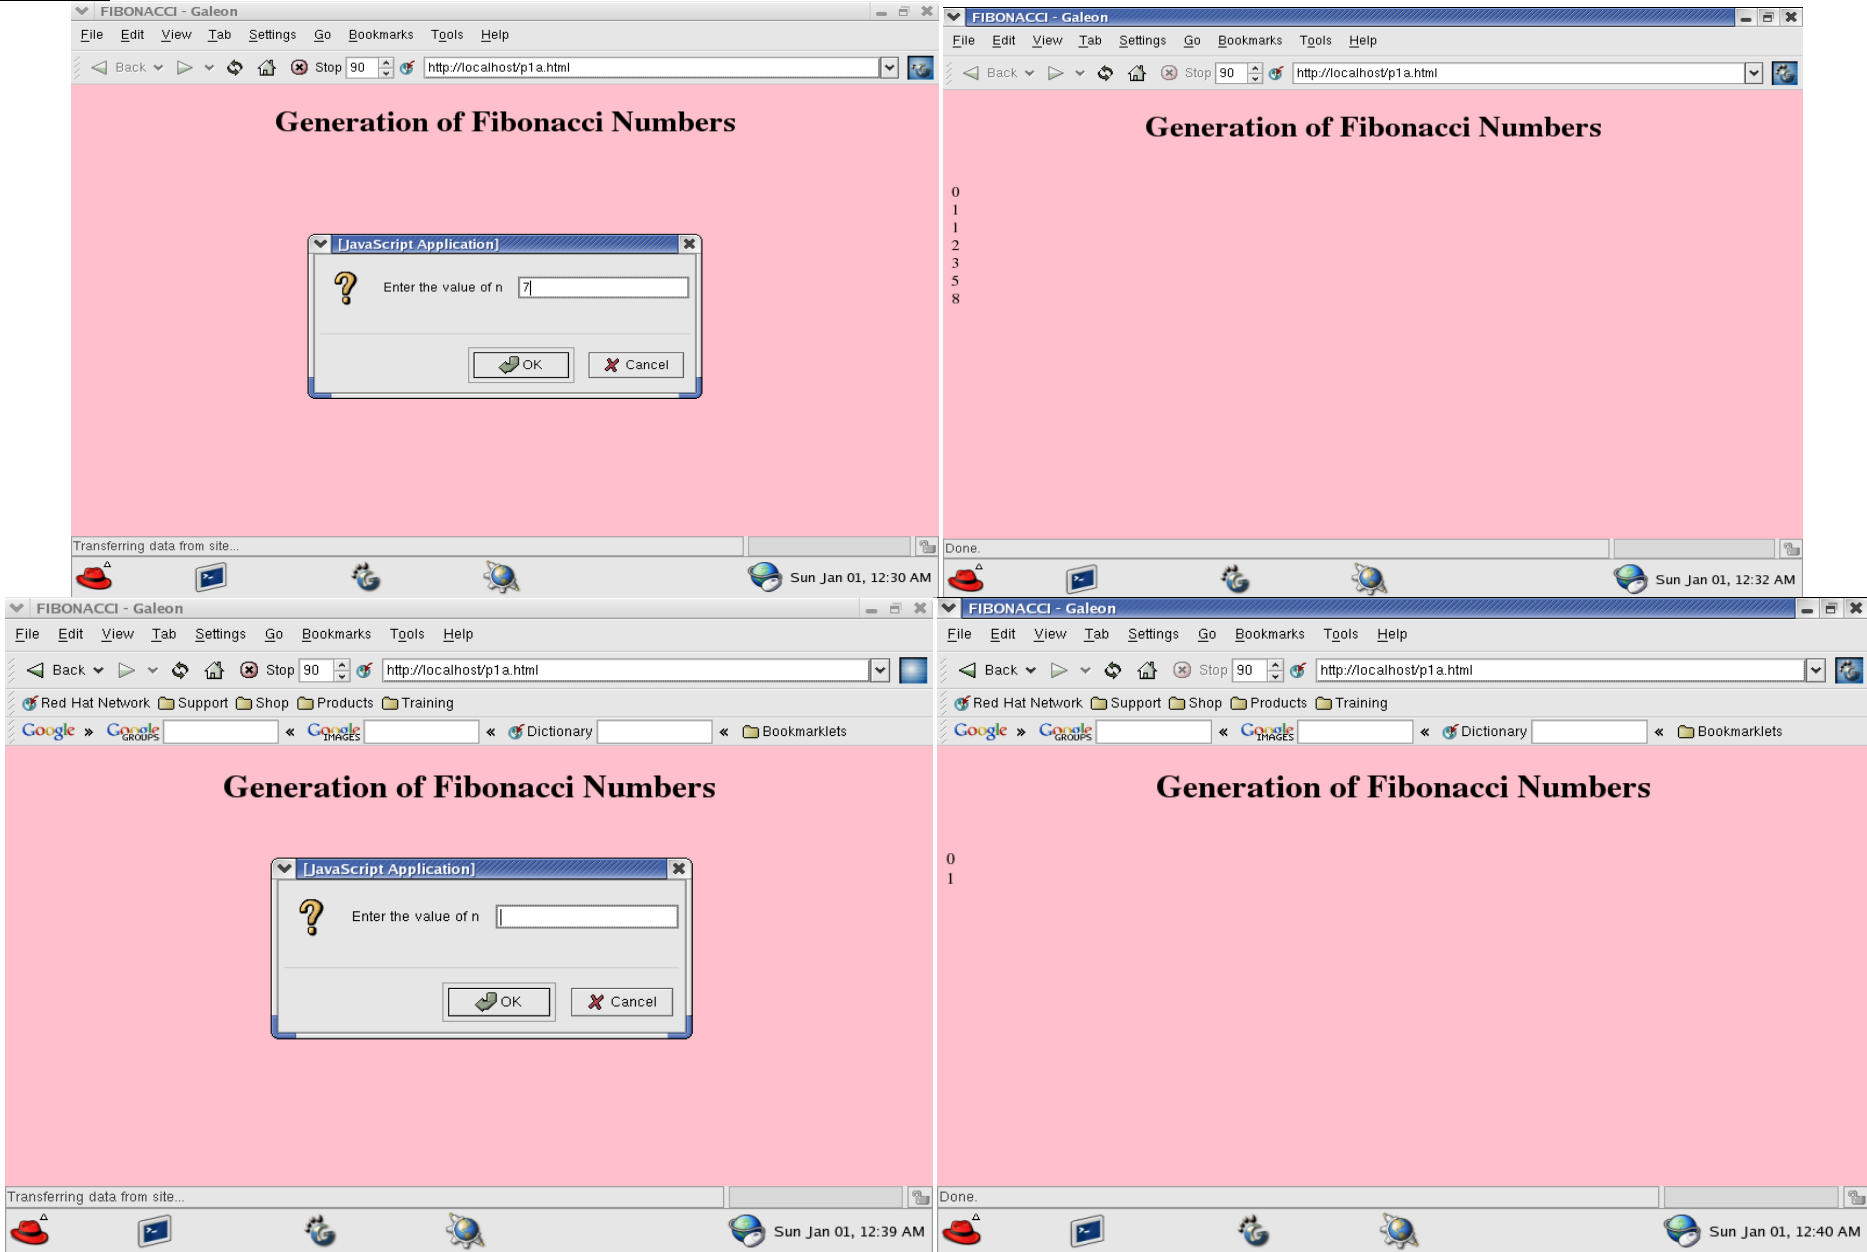 FIBONACCI - Galeon
File Edit View Tab Settings Go Bookmarks Tools Help
Back Stop 90 http://localhost/p1a.html
Generation of Fibonacci Numbers
[JavaScript Application]
Enter the value of n 7
OK Cancel
Transferring data from site...
Sun Jan 01, 12:30 AM
FIBONACCI - Galeon
File Edit View Tab Settings Go Bookmarks Tools Help
Back Stop 90 http://localhost/p1a.html
Generation of Fibonacci Numbers
0
1
1
2
3
5
8
Done.
Sun Jan 01, 12:32 AM
FIBONACCI - Galeon
File Edit View Tab Settings Go Bookmarks Tools Help
Back Stop 90 http://localhost/p1a.html
Red Hat Network Support Shop Products Training
Google » Google GROUPS « Google IMAGES « Dictionary « Bookmarklets
Generation of Fibonacci Numbers
[JavaScript Application]
Enter the value of n
OK Cancel
Transferring data from site...
Sun Jan 01, 12:39 AM
FIBONACCI - Galeon
File Edit View Tab Settings Go Bookmarks Tools Help
Back Stop 90 http://localhost/p1a.html
Red Hat Network Support Shop Products Training
Google » Google GROUPS « Google IMAGES « Dictionary « Bookmarklets
Generation of Fibonacci Numbers
0
1
Done.
Sun Jan 01, 12:40 AM